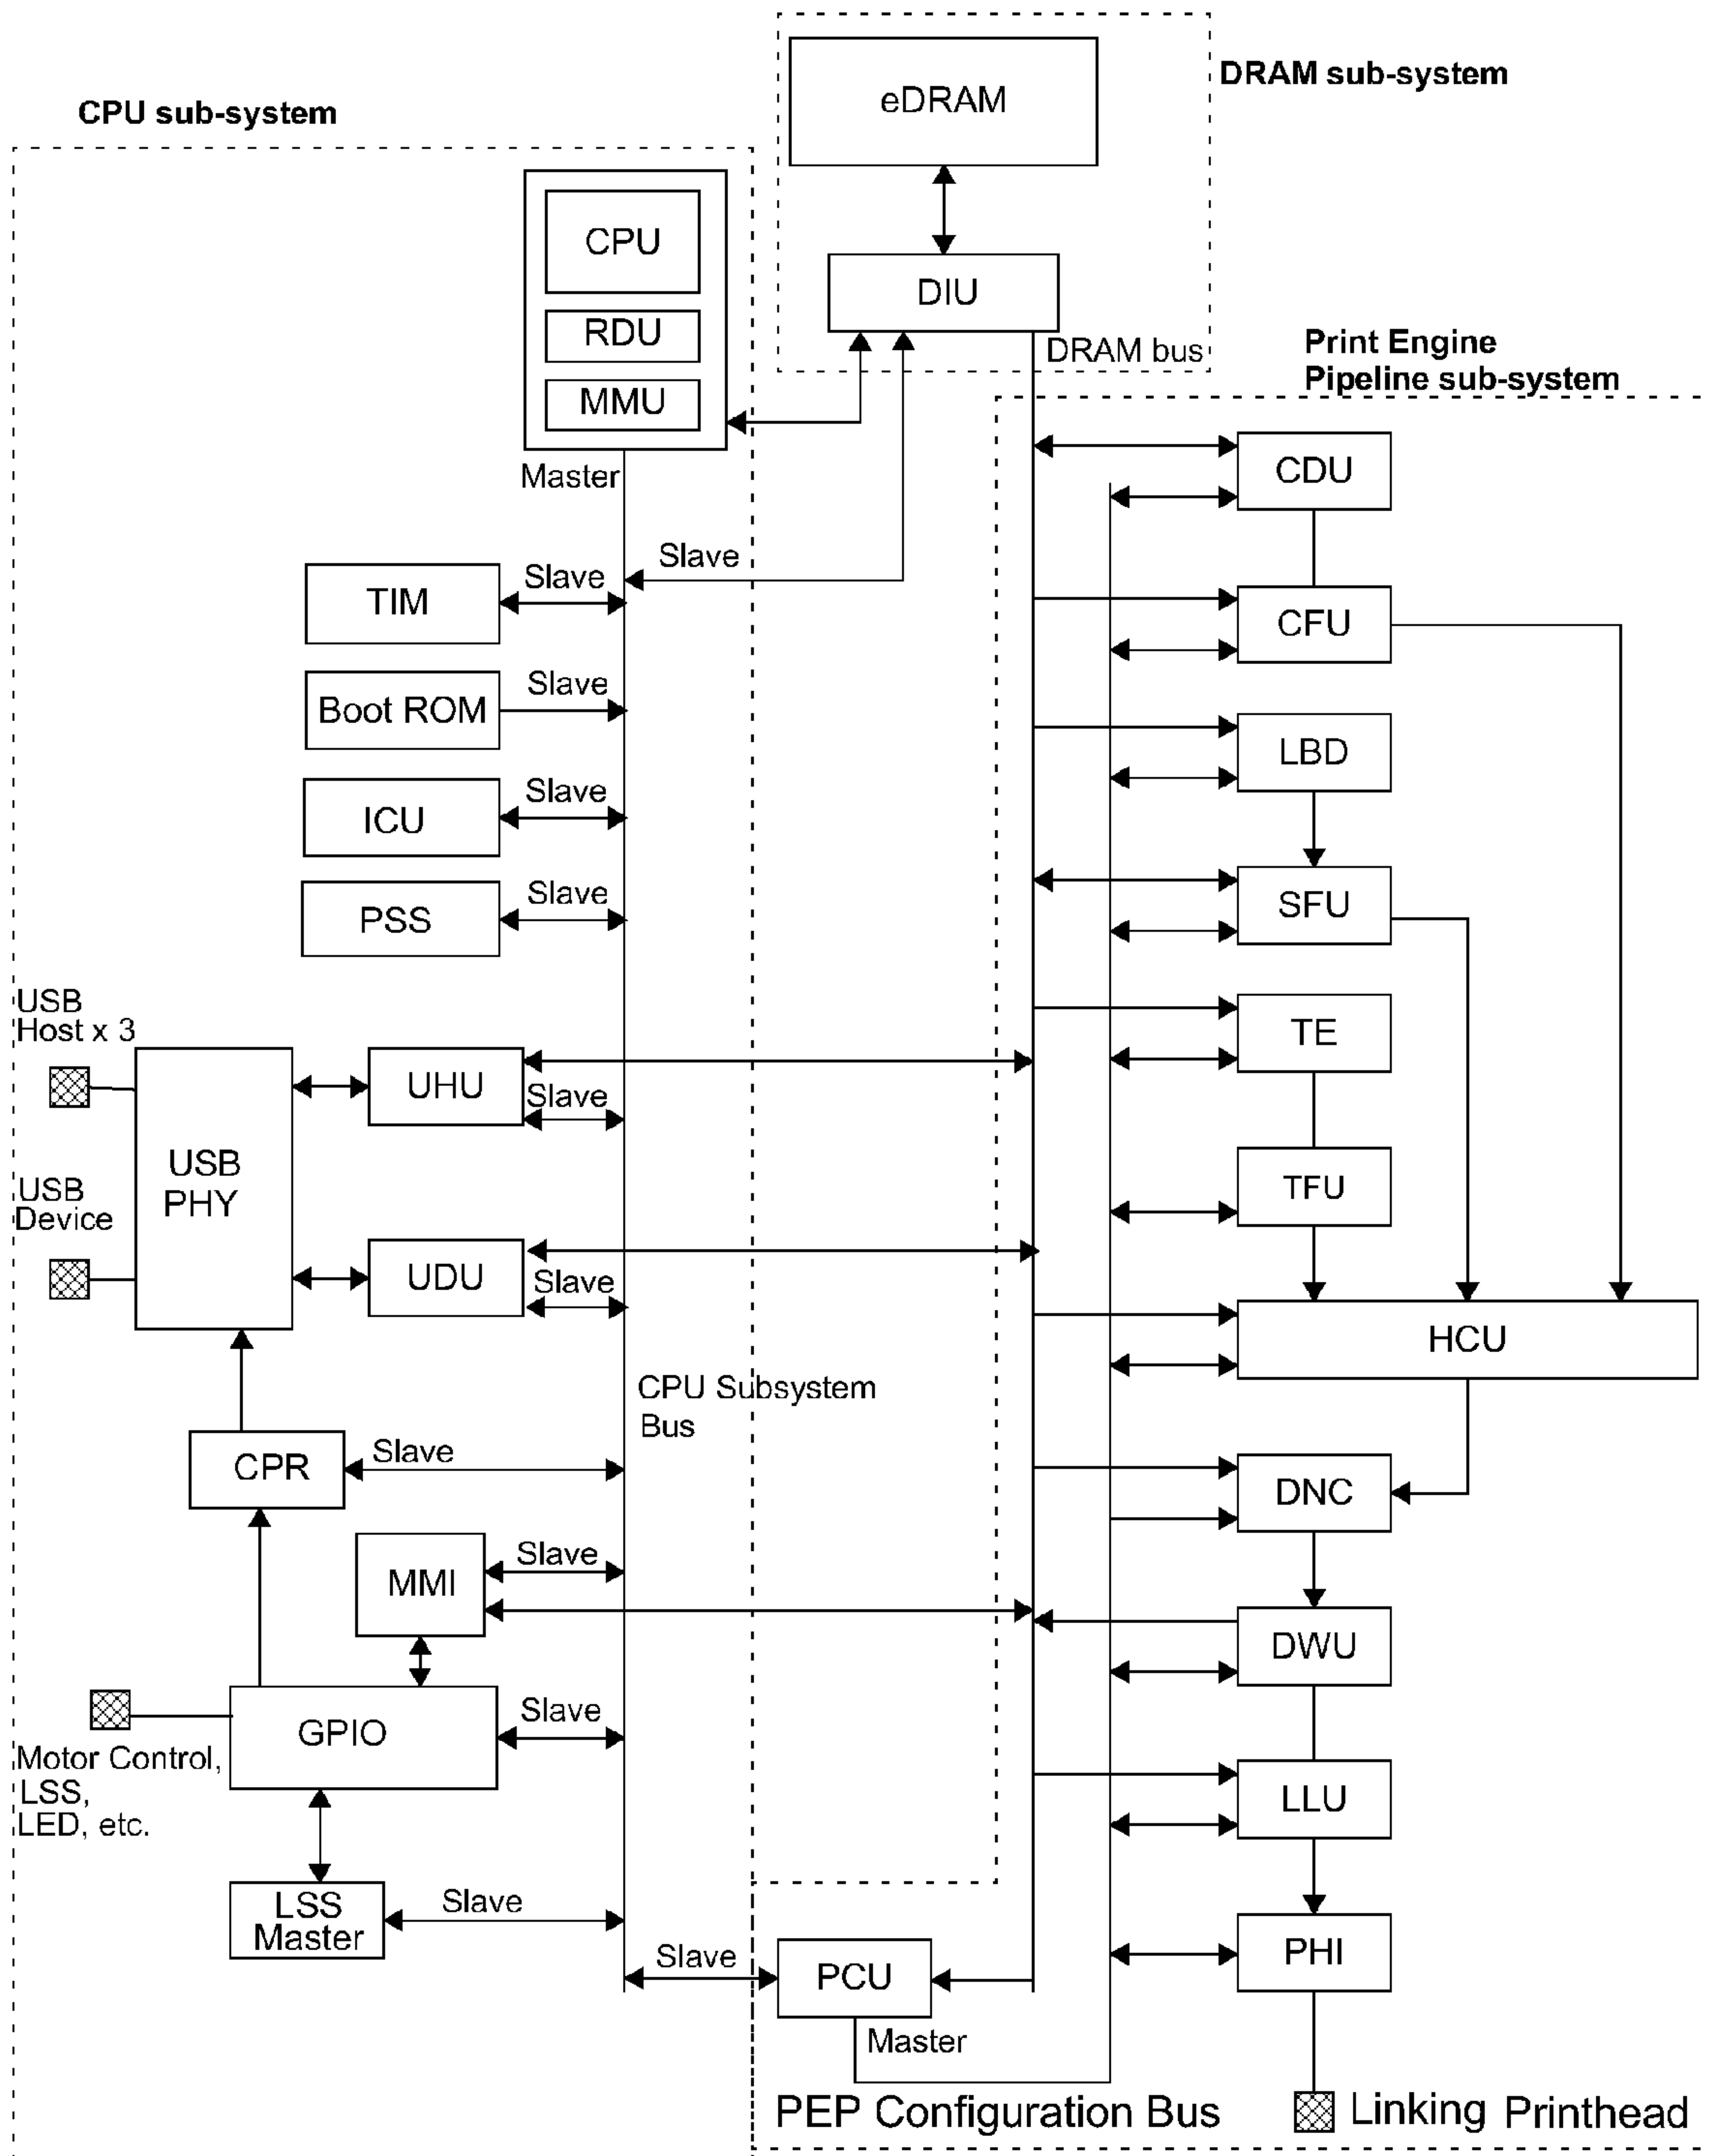 DRAM sub-system
eDRAM
CPU sub-system
CPU
DIU
RDU
DRAM bus
Print Engine
Pipeline sub-system
MMU
Master
CDU
Slave
Slave
TIM
CFU
Slave
Boot ROM
LBD
Slave
ICU
Slave
PSS
SFU
USB
Host x 3
TE
UHU
Slave
USB
PHY
USB
Device
TFU
UDU
Slave
HCU
CPU Subsystem
Bus
CPR
Slave
DNC
MMI
Slave
DWU
GPIO
Slave
Motor Control,
LSS,
LED, etc.
LLU
LSS
Master
Slave
PHI
Slave
PCU
Master
PEP Configuration Bus
Linking Printhead